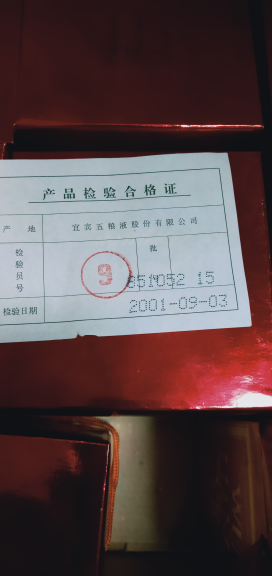 产品检验合格证
产 地 宜宾五粮液股份有限公司
检验员号 9 批 851052 15
检验日期 2001-09-03